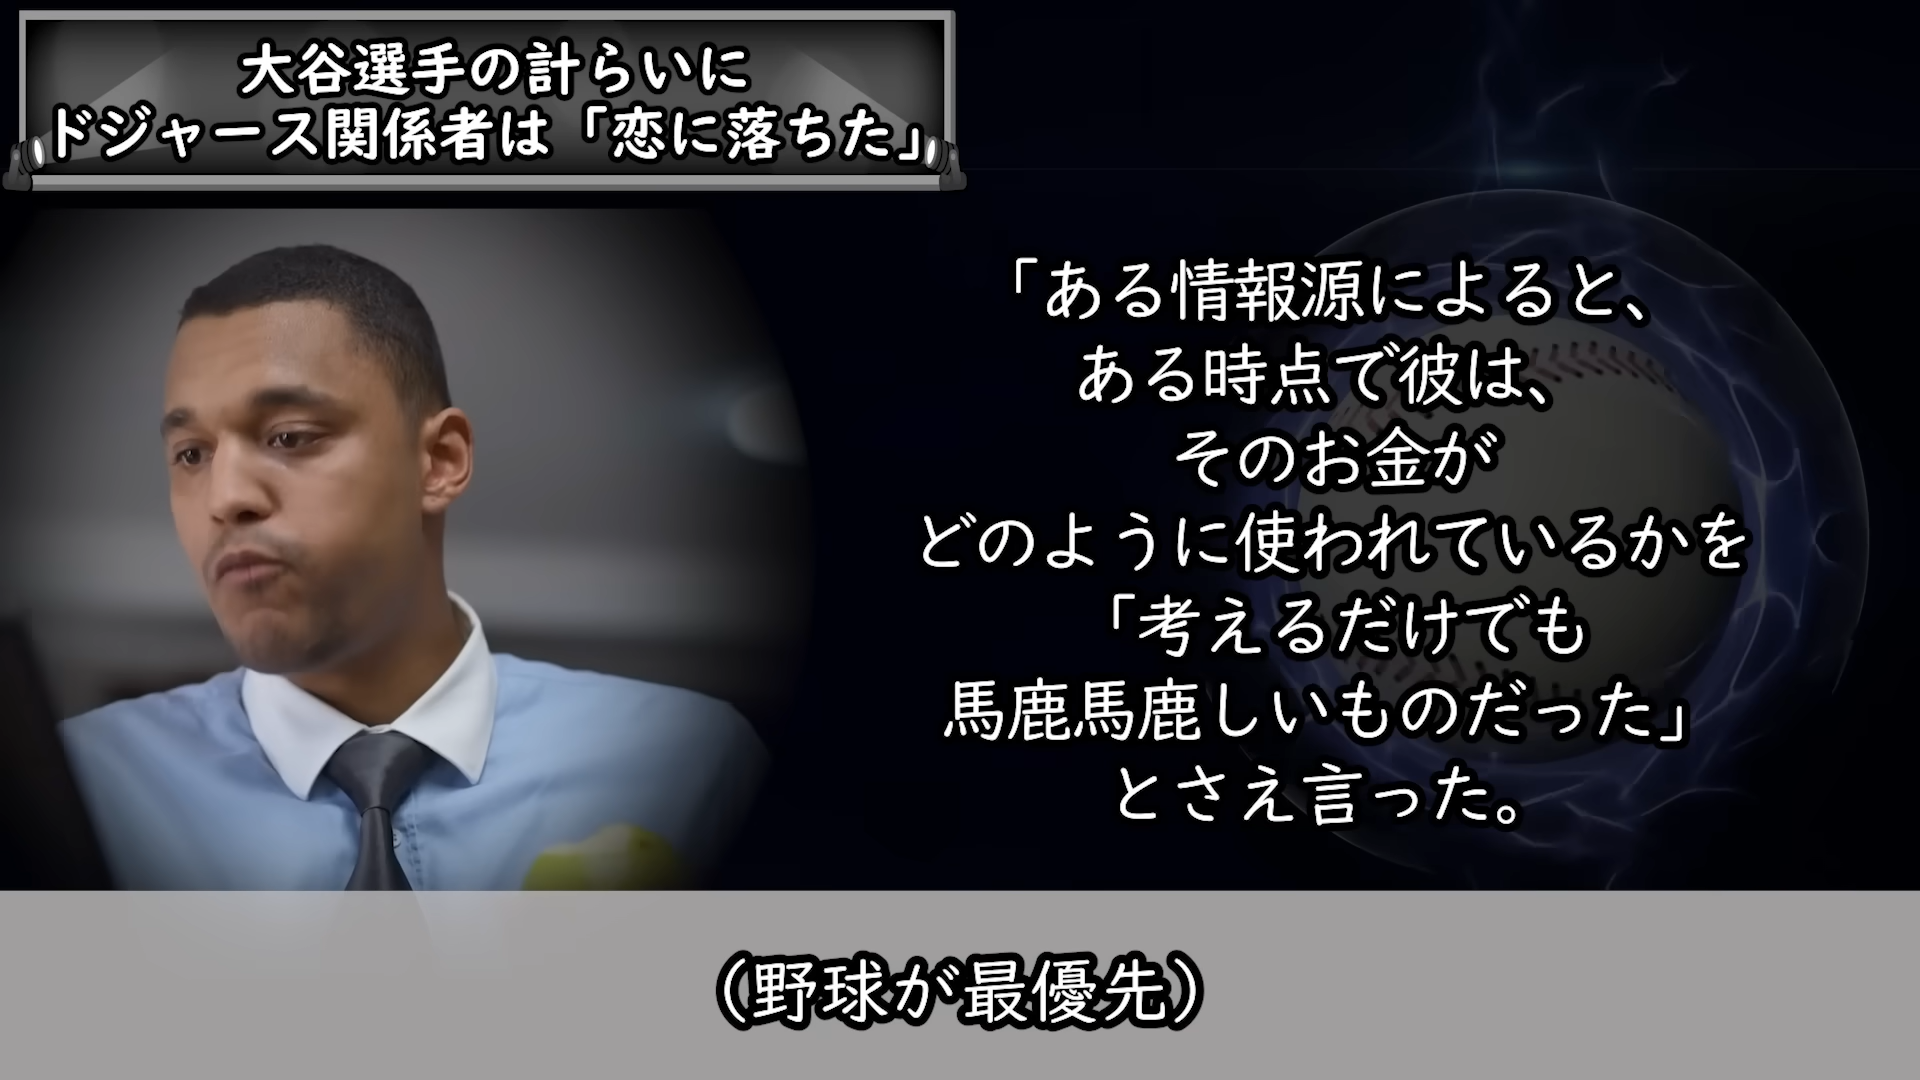 大谷選手の計らいに
ドジャース関係者は「恋に落ちた」
「ある情報源によると、
ある時点で彼は、
そのお金が
どのように使われているかを
「考えるだけでも
馬鹿馬鹿しいものだった」
とさえ言った。
（野球が最優先）